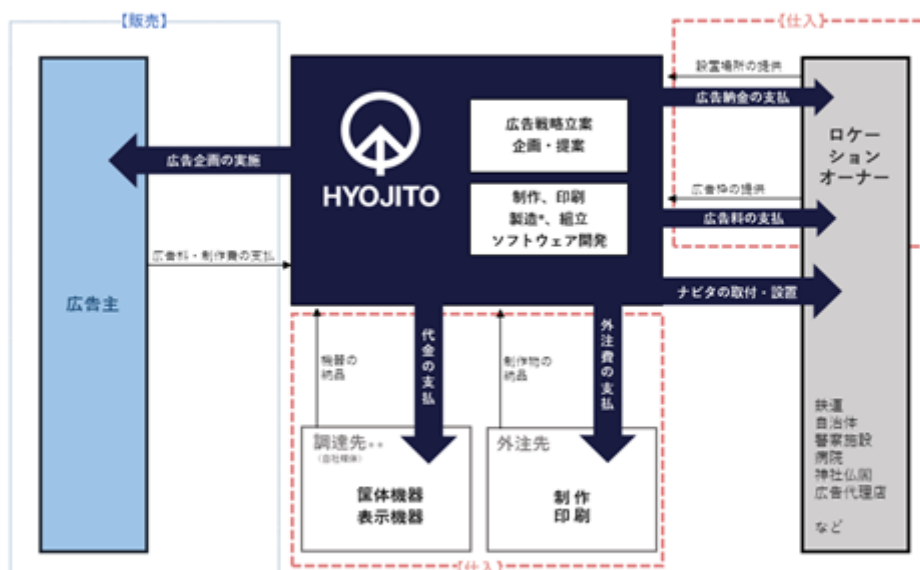 【販売】
【仕入】
広告主
広告企画の実施
広告料・制作費の支払
HYOJITO
広告戦略立案
企画・提案
制作、印刷
製造*、組立
ソフトウェア開発
設置場所の提供
広告納金の支払
広告枠の提供
広告料の支払
ナビタの取付・設置
ロケー
ション
オーナー
鉄道
自治体
警察施設
病院
神社仏閣
広告代理店
など
機器の
納品
代金の支払
制作物の
納品
外注費の支払
調達先**
筐体機器
表示機器
外注先
制作
印刷
【仕入】